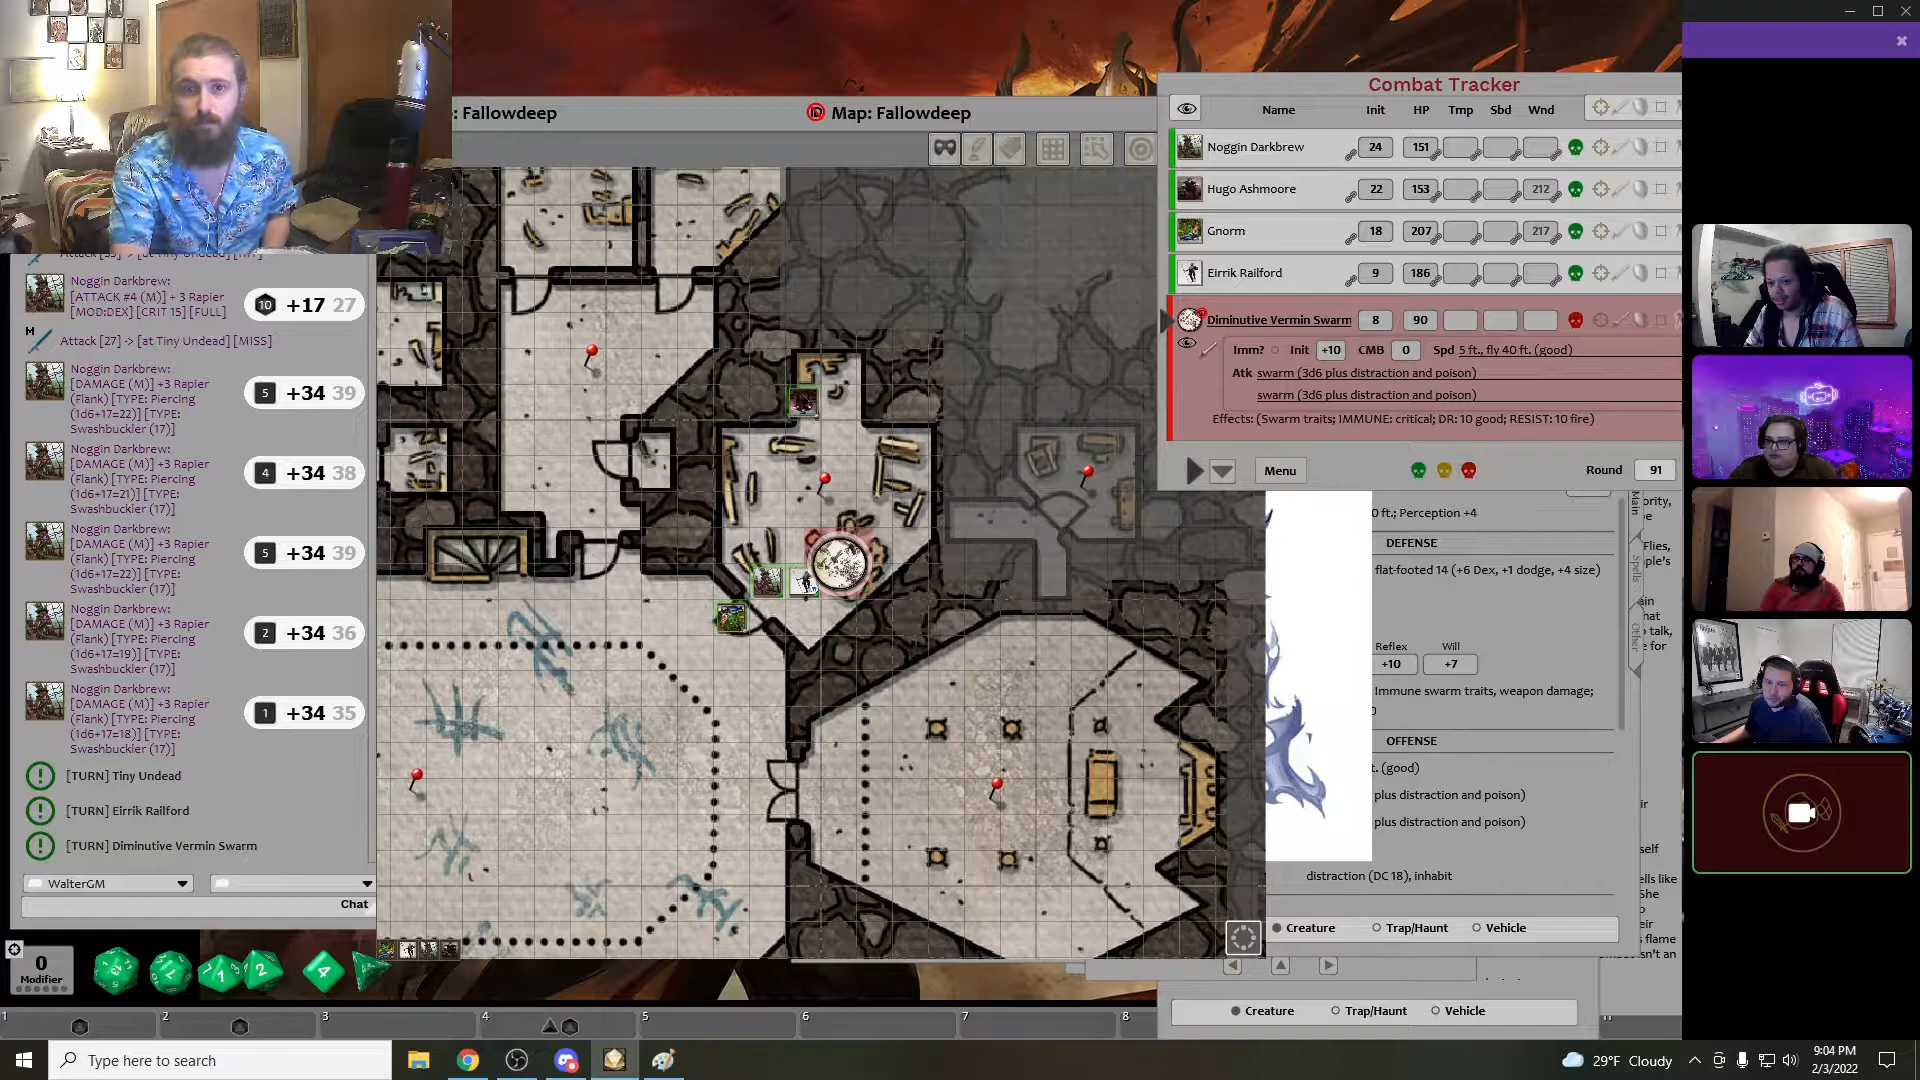 : Fallowdeep
Map: Fallowdeep
Combat Tracker
Name Init HP Tmp Sbd Wnd
Noggin Darkbrew 24 151
Hugo Ashmoore 22 153 212
Gnorm 18 207 217
Eirrik Railford 9 186
Diminutive Vermin Swarm 8 90
Imm? Init +10 CMB 0 Spd 5 ft., fly 40 ft. (good)
Atk swarm (3d6 plus distraction and poison)
swarm (3d6 plus distraction and poison)
Effects: (Swarm traits; IMMUNE: critical; DR: 10 good; RESIST: 10 fire)
Menu Round 91
Noggin Darkbrew:
[ATTACK #4 (M)] + 3 Rapier
[MOD:DEX] [CRIT 15] [FULL]
10 +17 27
M
Attack [27] -> [at Tiny Undead] [MISS]
Noggin Darkbrew:
[DAMAGE (M)] +3 Rapier
(Flank) [TYPE: Piercing
(1d6+17=22)] [TYPE:
Swashbuckler (17)]
5 +34 39
Noggin Darkbrew:
[DAMAGE (M)] +3 Rapier
(Flank) [TYPE: Piercing
(1d6+17=21)] [TYPE:
Swashbuckler (17)]
4 +34 38
Noggin Darkbrew:
[DAMAGE (M)] +3 Rapier
(Flank) [TYPE: Piercing
(1d6+17=22)] [TYPE:
Swashbuckler (17)]
5 +34 39
Noggin Darkbrew:
[DAMAGE (M)] +3 Rapier
(Flank) [TYPE: Piercing
(1d6+17=19)] [TYPE:
Swashbuckler (17)]
2 +34 36
Noggin Darkbrew:
[DAMAGE (M)] +3 Rapier
(Flank) [TYPE: Piercing
(1d6+17=18)] [TYPE:
Swashbuckler (17)]
1 +34 35
[TURN] Tiny Undead
[TURN] Eirrik Railford
[TURN] Diminutive Vermin Swarm
WalterGM
Chat
0
Modifier
0 ft.; Perception +4
DEFENSE
flat-footed 14 (+6 Dex, +1 dodge, +4 size)
Reflex Will
+10 +7
Immune swarm traits, weapon damage;
0
OFFENSE
t. (good)
plus distraction and poison)
plus distraction and poison)
distraction (DC 18), inhabit
Creature Trap/Haunt Vehicle
Creature Trap/Haunt Vehicle
Main
Spells
Other
1 2 3 4 5 6 7 8
Type here to search
29°F Cloudy
9:04 PM
2/3/2022